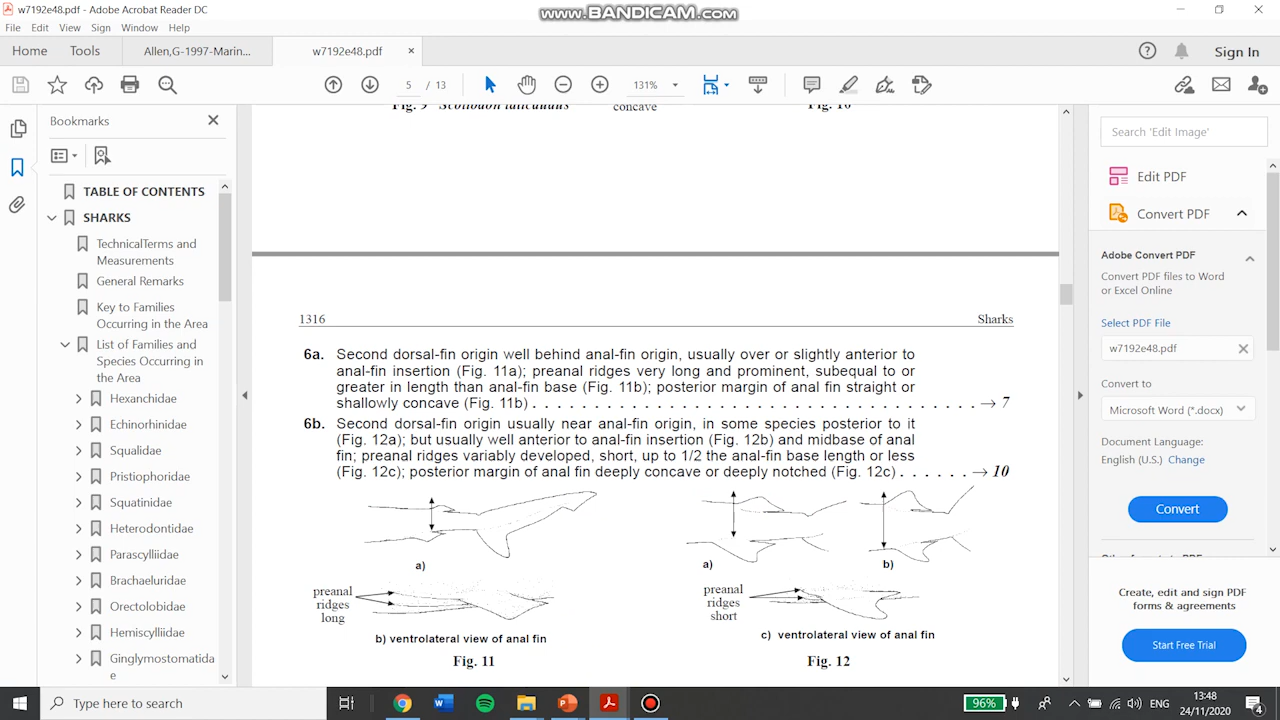 w7192e48.pdf - Adobe Acrobat Reader DC
www.BANDICAM.com
File Edit View Sign Window Help
Home Tools Allen,G-1997-Marin... w7192e48.pdf × Sign In
5 / 13 131%
Bookmarks
TABLE OF CONTENTS
SHARKS
TechnicalTerms and
Measurements
General Remarks
Key to Families
Occurring in the Area
List of Families and
Species Occurring in
the Area
Hexanchidae
Echinorhinidae
Squalidae
Pristiophoridae
Squatinidae
Heterodontidae
Parascylliidae
Brachaeluridae
Orectolobidae
Hemiscylliidae
Ginglymostomatida
e
concave
1316 Sharks
6a. Second dorsal-fin origin well behind anal-fin origin, usually over or slightly anterior to
anal-fin insertion (Fig. 11a); preanal ridges very long and prominent, subequal to or
greater in length than anal-fin base (Fig. 11b); posterior margin of anal fin straight or
shallowly concave (Fig. 11b) . . . . . . . . . . . . . . . . . . . . . . . . . . . . . . . . . . → 7
6b. Second dorsal-fin origin usually near anal-fin origin, in some species posterior to it
(Fig. 12a); but usually well anterior to anal-fin insertion (Fig. 12b) and midbase of anal
fin; preanal ridges variably developed, short, up to 1/2 the anal-fin base length or less
(Fig. 12c); posterior margin of anal fin deeply concave or deeply notched (Fig. 12c) . . . . . . → 10
a)
preanal
ridges
long
b) ventrolateral view of anal fin
Fig. 11
a) b)
preanal
ridges
short
c) ventrolateral view of anal fin
Fig. 12
Search 'Edit Image'
Edit PDF
Convert PDF
Adobe Convert PDF
Convert PDF files to Word
or Excel Online
Select PDF File
w7192e48.pdf
Convert to
Microsoft Word (*.docx)
Document Language:
English (U.S.) Change
Convert
Create, edit and sign PDF
forms & agreements
Start Free Trial
Type here to search
96%
ENG
13:48
24/11/2020
4